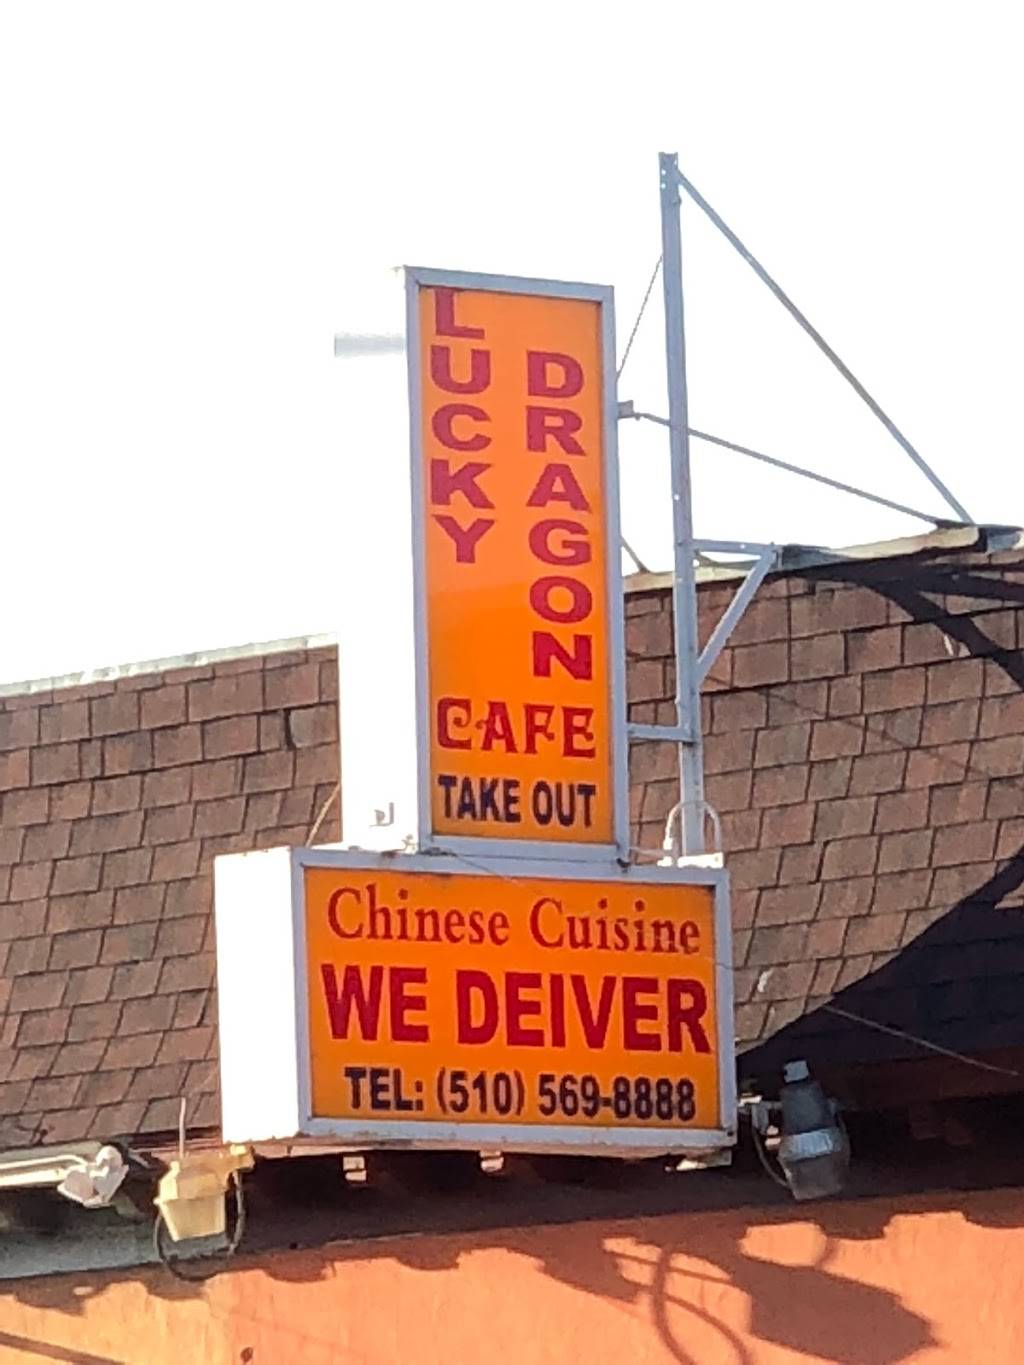 LUCKY
DRAGON
CAFE
TAKE OUT
Chinese Cuisine
WE DEIVER
TEL: (510) 569-8888